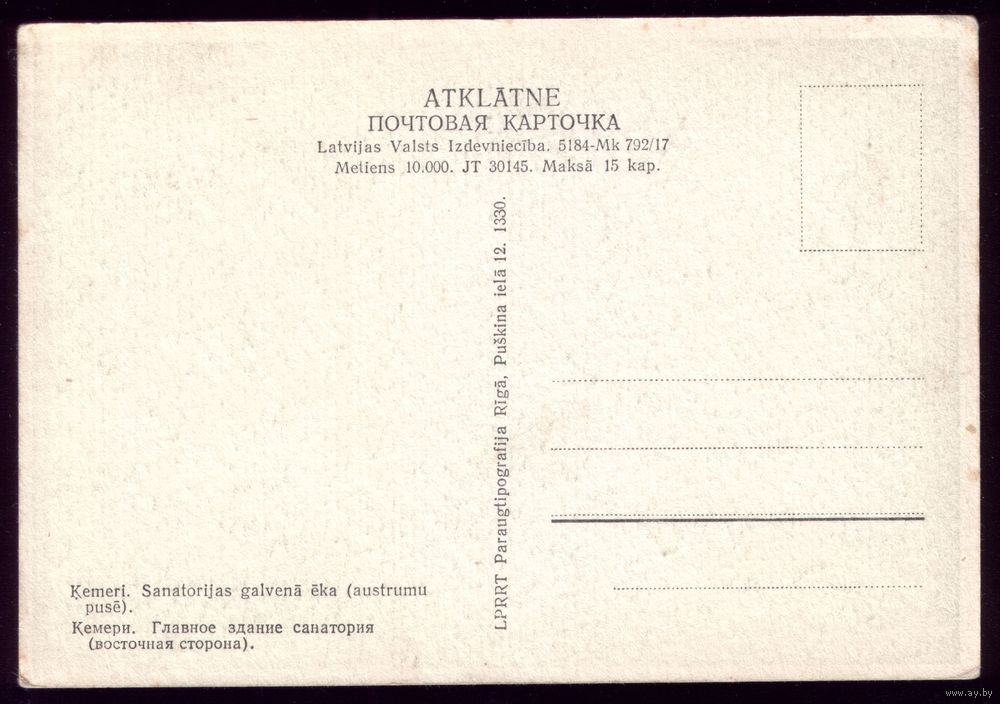 ATKLĀTNE
ПОЧТОВАЯ КАРТОЧКА
Latvijas Valsts Izdevniecība. 5184-Mk 792/17
Metiens 10.000. JT 30145. Maksā 15 kap.
LPRRT Paraugtipografija Rīgā, Puškina ielā 12. 1330.
Ķemeri. Sanatorijas galvenā ēka (austrumu
pusē).
Ķемери. Главное здание санатория
(восточная сторона).
www.ay.by